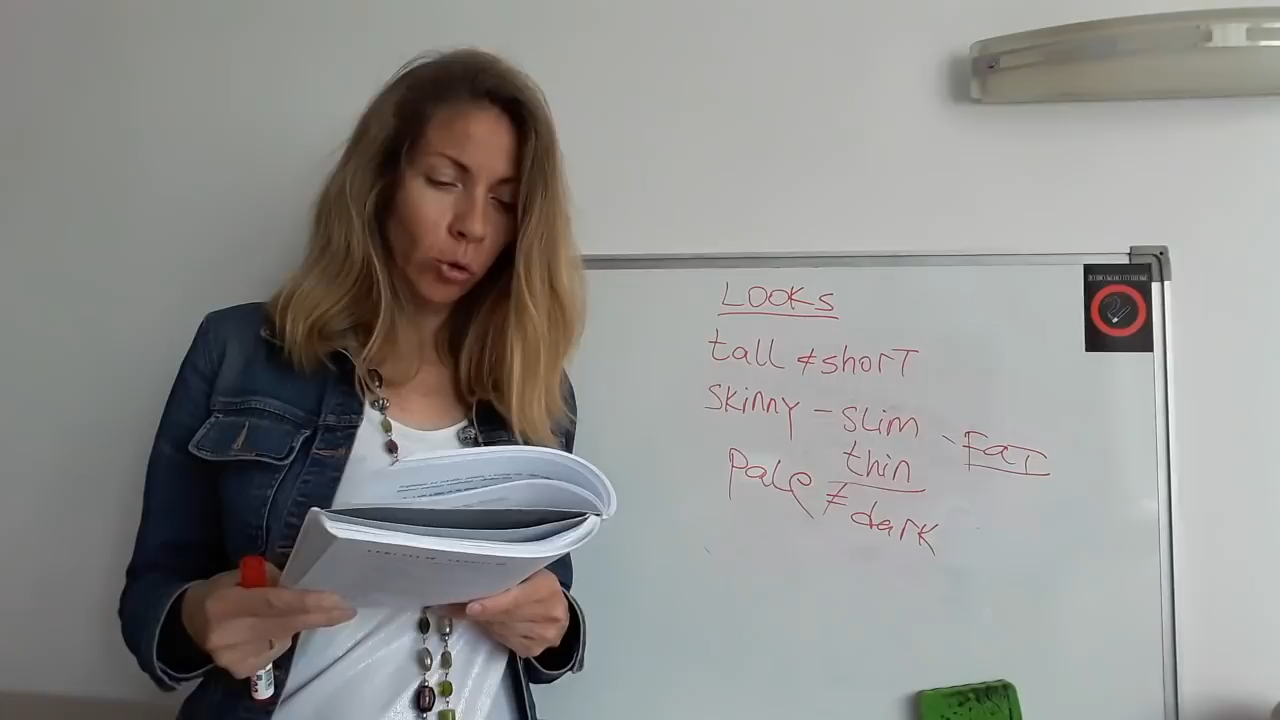 LOOKS
tall ≠ short
skinny - slim - Fat
thin
pale ≠ dark